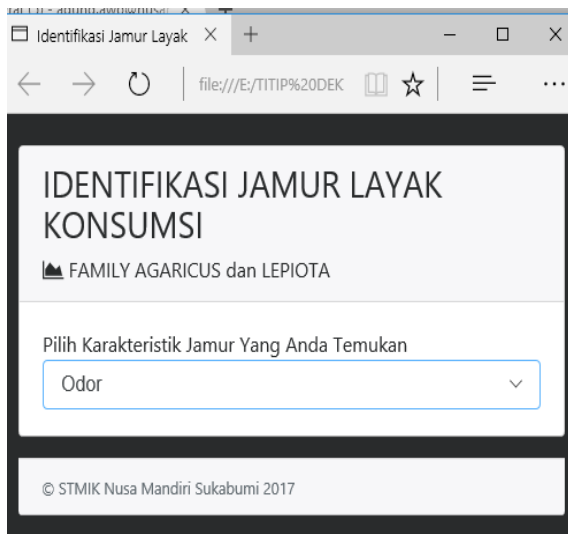 Identifikasi Jamur Layak
file:///E:/TITIP%20DEK
IDENTIFIKASI JAMUR LAYAK
KONSUMSI
FAMILY AGARICUS dan LEPIOTA
Pilih Karakteristik Jamur Yang Anda Temukan
Odor
© STMIK Nusa Mandiri Sukabumi 2017